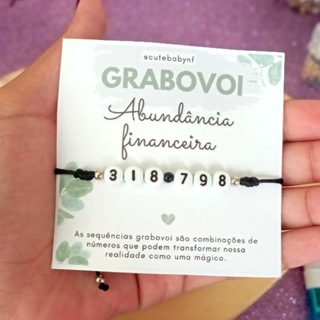 @cutebabynf
GRABOVOI
Abundância
financeira
318798
As sequências grabovoi são combinações de
números que podem transformar nossa
realidade como uma mágica.